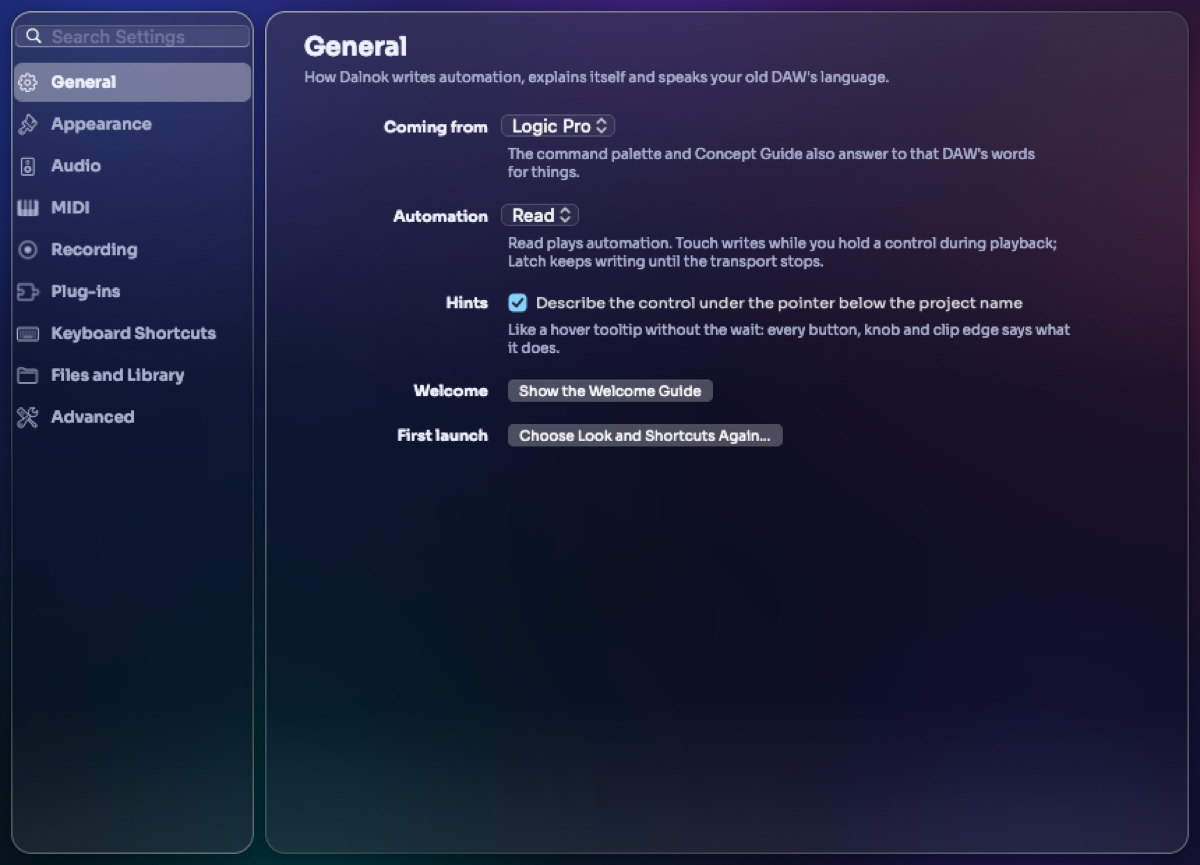 Search Settings
General
Appearance
Audio
MIDI
Recording
Plug-ins
Keyboard Shortcuts
Files and Library
Advanced
General
How Dalnok writes automation, explains itself and speaks your old DAW's language.
Coming from Logic Pro
The command palette and Concept Guide also answer to that DAW's words
for things.
Automation Read
Read plays automation. Touch writes while you hold a control during playback;
Latch keeps writing until the transport stops.
Hints Describe the control under the pointer below the project name
Like a hover tooltip without the wait: every button, knob and clip edge says what
it does.
Welcome Show the Welcome Guide
First launch Choose Look and Shortcuts Again...